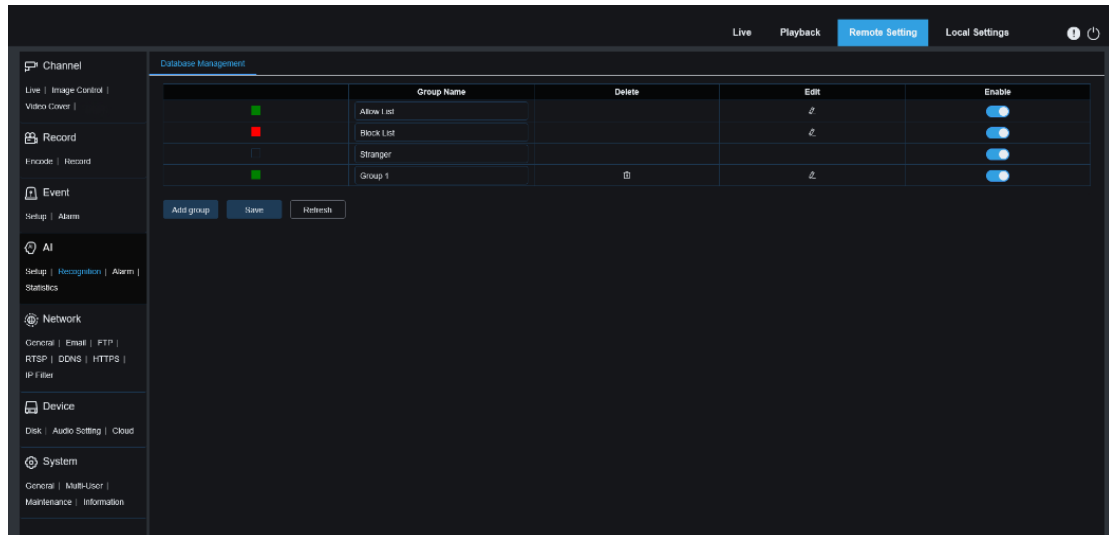 Live Playback Remote Setting Local Settings
Channel
Live | Image Control |
Video Cover |
Record
Encode | Record
Event
Setup | Alarm
AI
Setup | Recognition | Alarm |
Statistics
Network
General | Email | FTP |
RTSP | DDNS | HTTPS |
IP Filter
Device
Disk | Audio Setting | Cloud
System
General | Multi-User |
Maintenance | Information
Database Management
Group Name Delete Edit Enable
Allow List
Block List
Stranger
Group 1
Add group Save Refresh